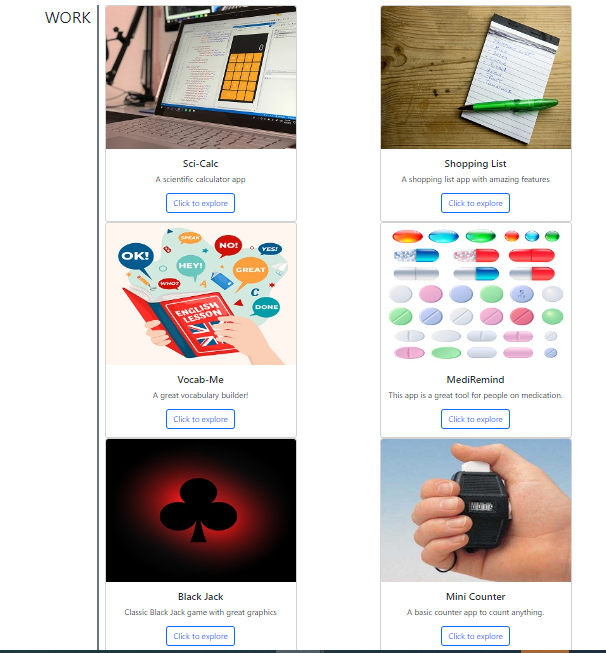 WORK
0
Sci-Calc
A scientific calculator app
Click to explore
Shopping List
A shopping list app with amazing features
Click to explore
SPEAK
OK!
NO!
YES!
HEY!
GREAT
WHO?
B
A
C
DONE
ENGLISH
LESSON
Vocab-Me
A great vocabulary builder!
Click to explore
MediRemind
This app is a great tool for people on medication.
Click to explore
Black Jack
Classic Black Jack game with great graphics
Click to explore
Mini Counter
A basic counter app to count anything.
Click to explore